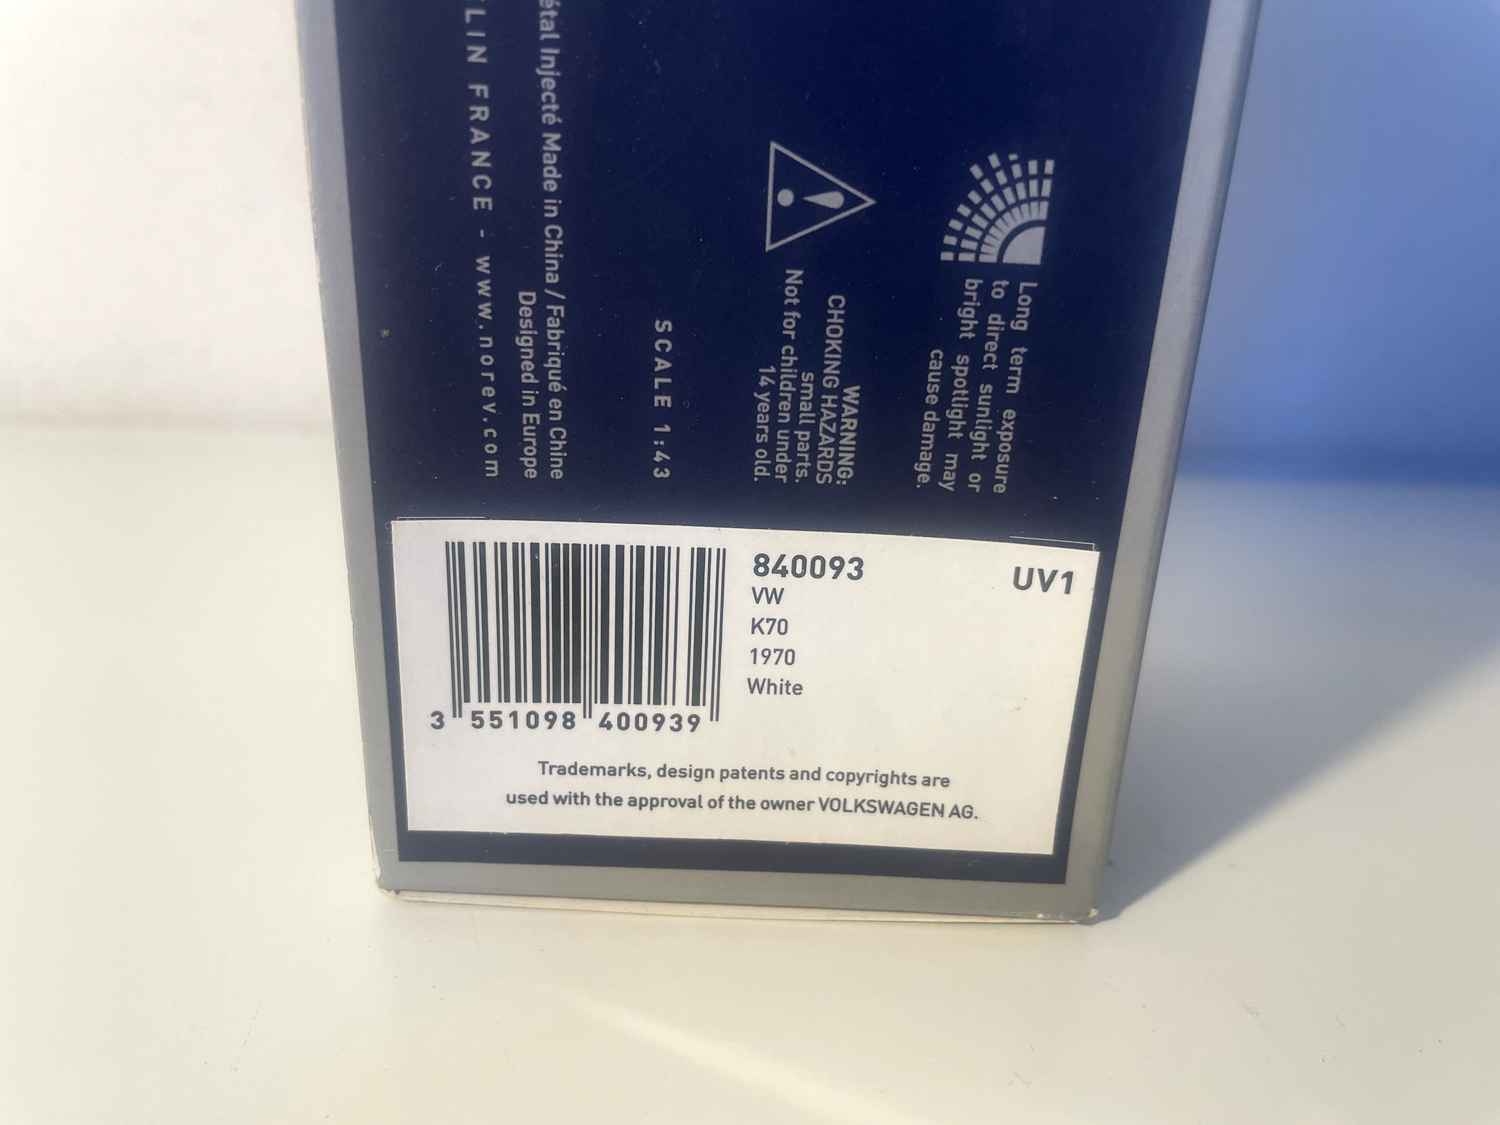 LIN FRANCE - www.norev.com
Injecté Made in China / Fabriqué en Chine
Designed in Europe
SCALE 1:43
WARNING:
CHOKING HAZARDS
small parts.
Not for children under
14 years old.
Long term exposure
to direct sunlight or
bright spotlight may
cause damage.
840093
UV1
VW
K70
1970
White
3 551098 400939
Trademarks, design patents and copyrights are
used with the approval of the owner VOLKSWAGEN AG.